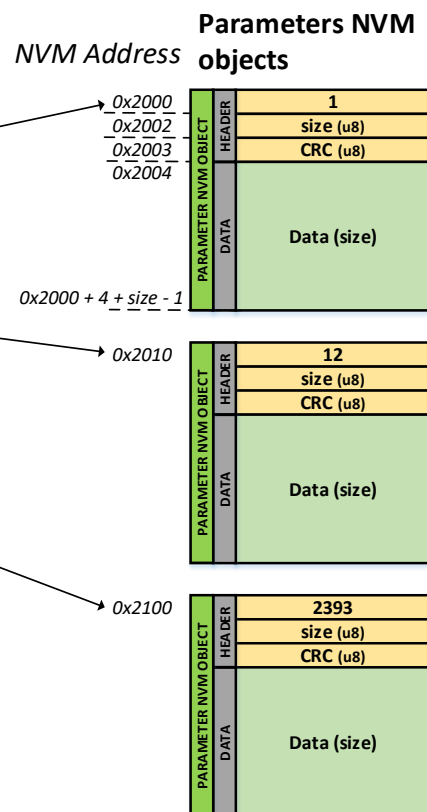 Parameters NVM
objects
NVM Address
0x2000
0x2002
0x2003
0x2004
0x2000 + 4 + size - 1
PARAMETER NVM OBJECT
HEADER
DATA
1
size (u8)
CRC (u8)
Data (size)
0x2010
PARAMETER NVM OBJECT
HEADER
DATA
12
size (u8)
CRC (u8)
Data (size)
0x2100
PARAMETER NVM OBJECT
HEADER
DATA
2393
size (u8)
CRC (u8)
Data (size)